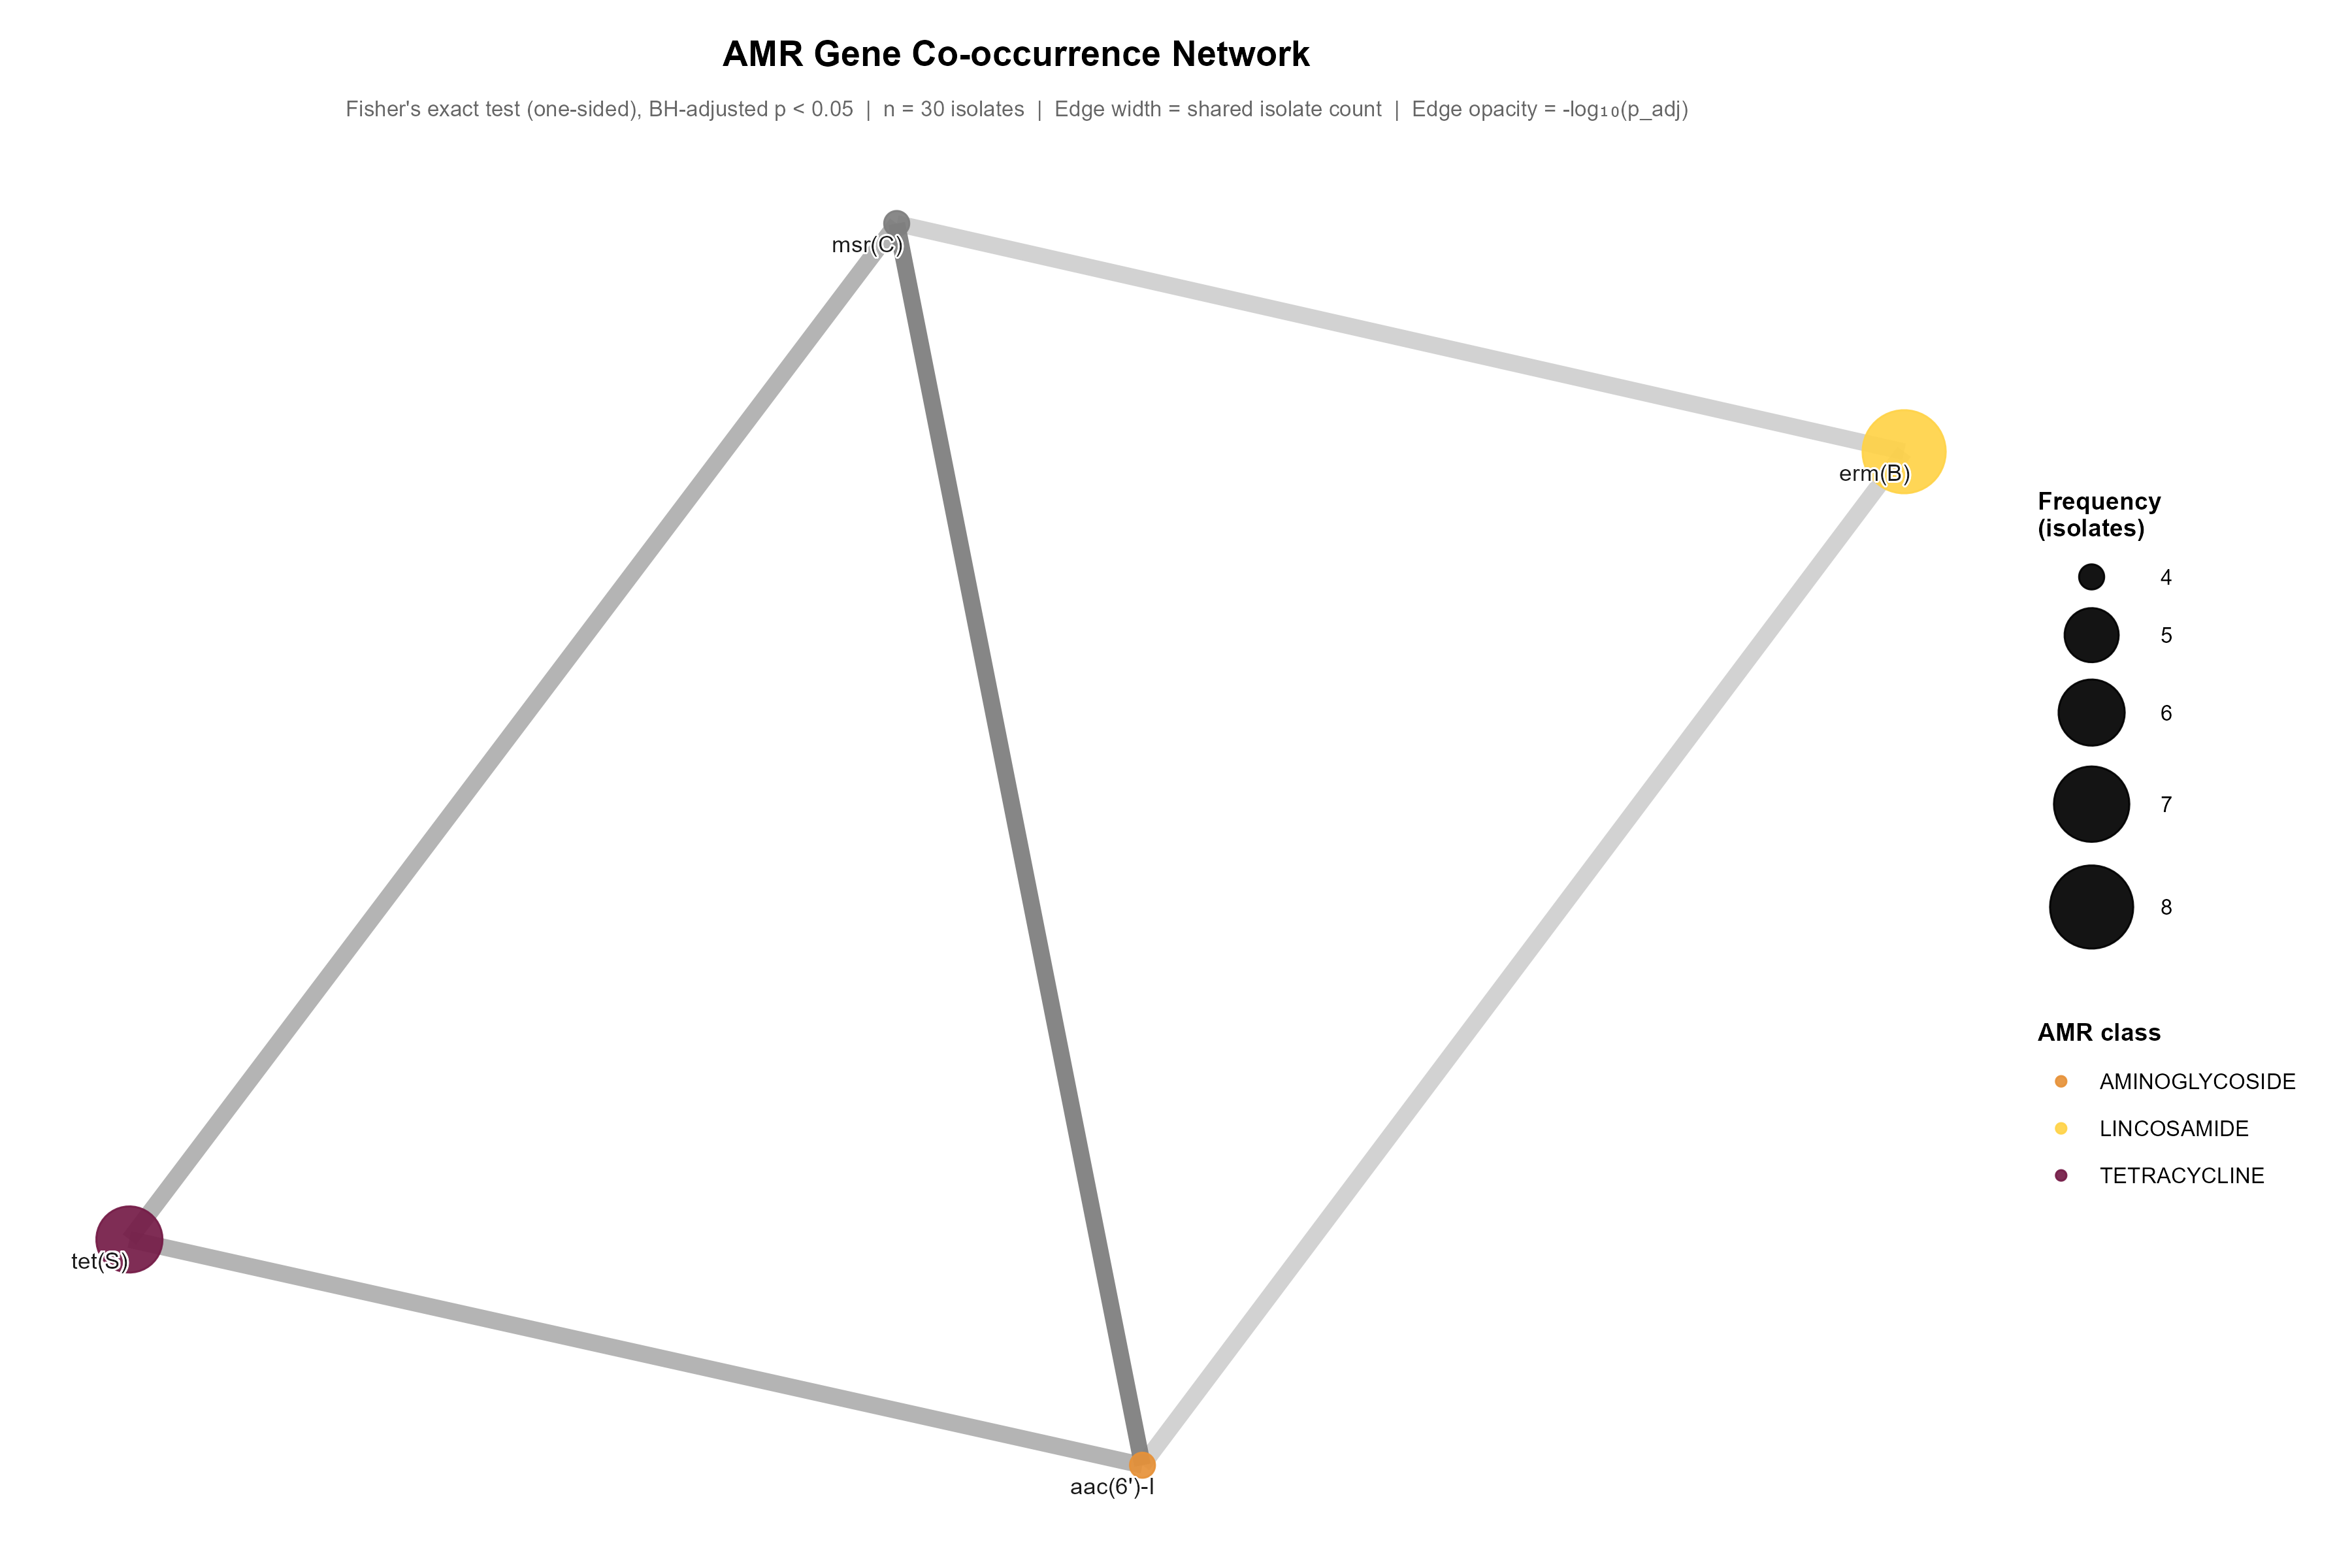 AMR Gene Co-occurrence Network
Fisher's exact test (one-sided), BH-adjusted p < 0.05 | n = 30 isolates | Edge width = shared isolate count | Edge opacity = -log₁₀(p_adj)
msr(C)
erm(B)
tet(S)
aac(6')-I
Frequency
(isolates)
4
5
6
7
8
AMR class
AMINOGLYCOSIDE
LINCOSAMIDE
TETRACYCLINE